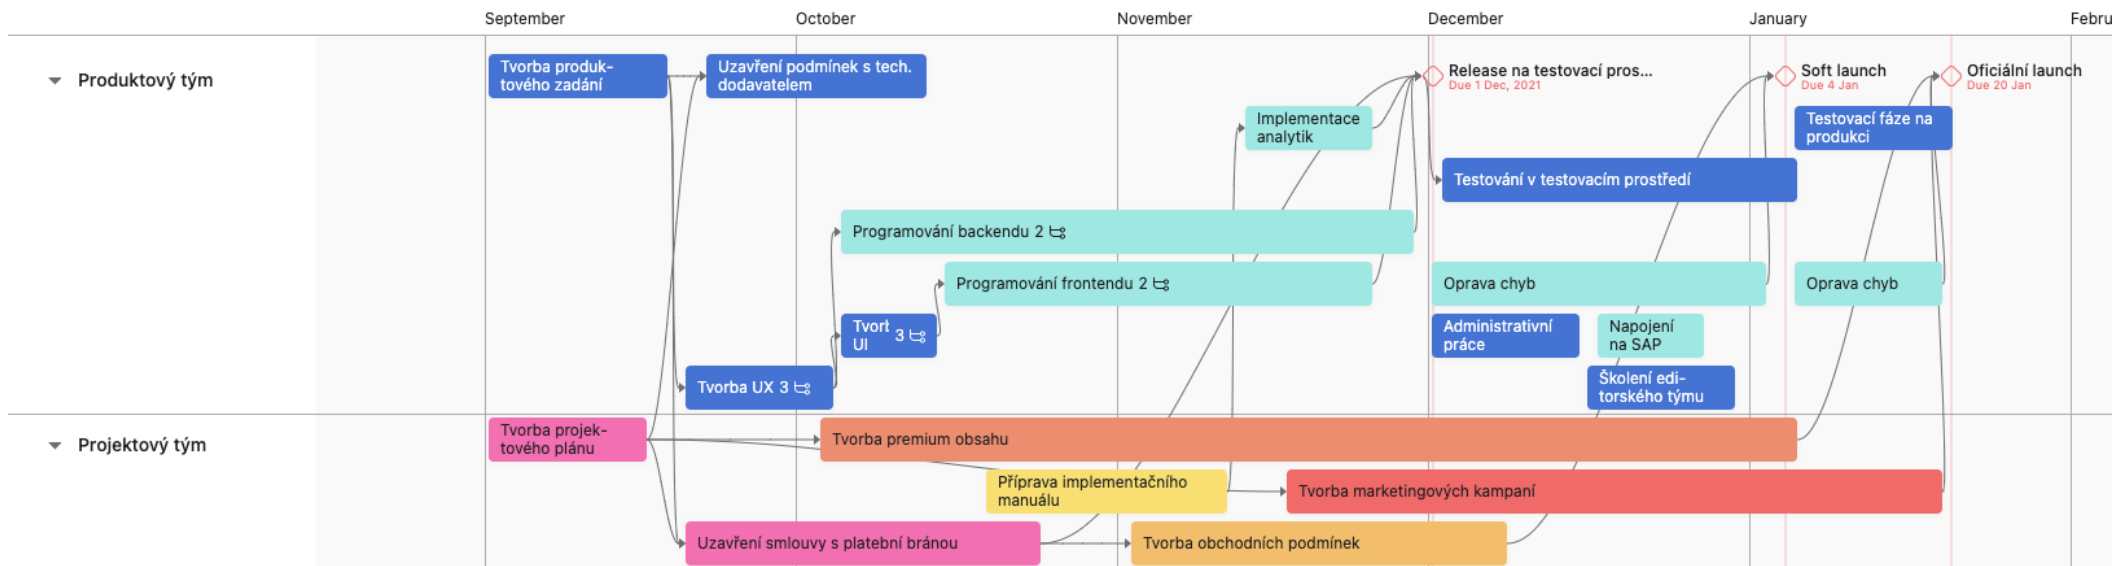 September
October
November
December
January
Febru
Produktový tým
Tvorba produk-
tového zadání
Uzavření podmínek s tech.
dodavatelem
Release na testovací pros...
Due 1 Dec, 2021
Soft launch
Due 4 Jan
Oficiální launch
Due 20 Jan
Implementace
analytik
Testovací fáze na
produkci
Testování v testovacím prostředí
Programování backendu 2
Programování frontendu 2
Oprava chyb
Oprava chyb
Tvorb
UI
3
Administrativní
práce
Napojení
na SAP
Tvorba UX 3
Školení edi-
torského týmu
Projektový tým
Tvorba projek-
tového plánu
Tvorba premium obsahu
Příprava implementačního
manuálu
Tvorba marketingových kampaní
Uzavření smlouvy s platební bránou
Tvorba obchodních podmínek